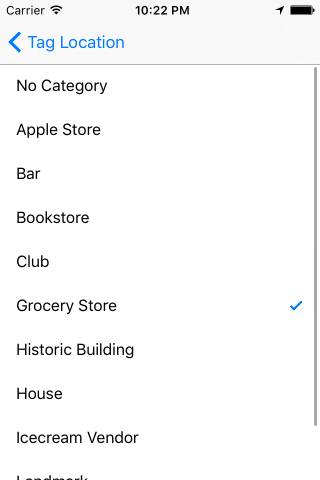 Carrier 10:22 PM
Tag Location
No Category
Apple Store
Bar
Bookstore
Club
Grocery Store
Historic Building
House
Icecream Vendor
Landmark